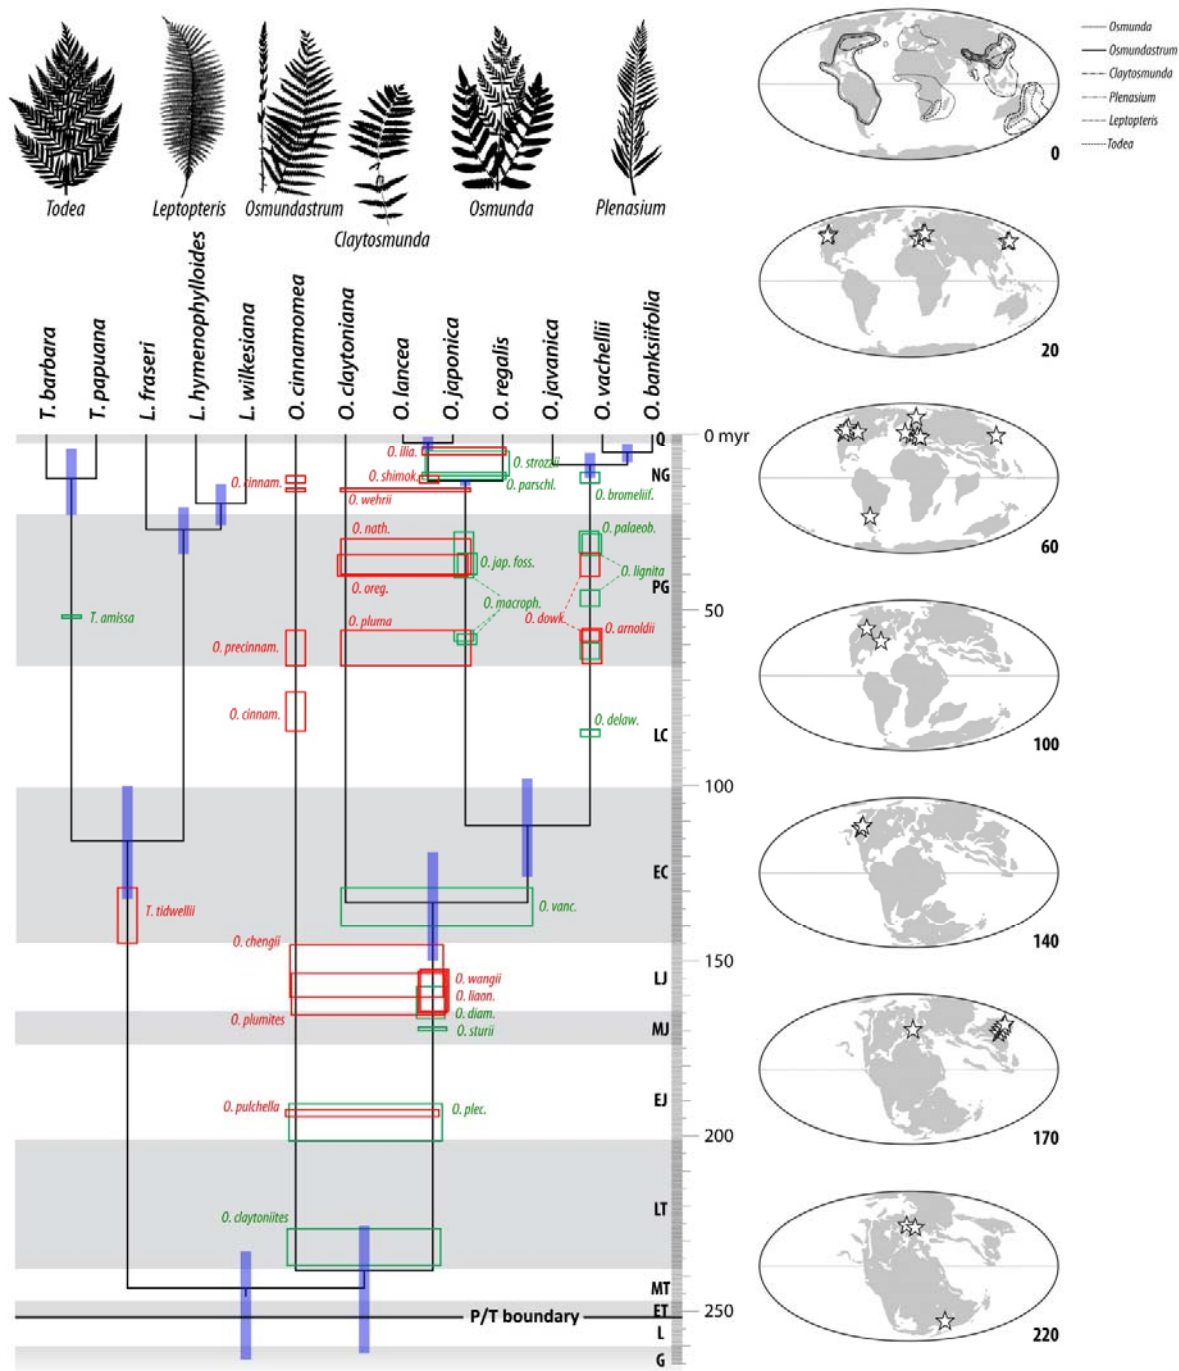 Todea
Leptopteris
Osmundastrum
Claytosmunda
Osmunda
Plenasium
T. barbara
T. papuana
L. fraseri
L. hymenophylloides
L. wilkesiana
O. cinnamomea
O. claytoniana
O. lancea
O. japonica
O. regalis
O. javanica
O. vachellii
O. banksiifolia
Q
0 myr
O. ilia.
O. strozzii
O. cinnam.
O. shimok.
O. parschl.
NG
O. wehrii
O. bromeliif.
O. nath.
O. palaeob.
O. jap. foss.
O. lignita
O. oreg.
PG
O. macroph.
50
T. amissa
O. pluma
O. dowk.
O. arnoldii
O. precinnam.
O. cinnam.
O. delaw.
LC
100
EC
T. tidwellii
O. vanc.
O. chengii
150
O. wangii
LJ
O. liaon.
O. plumites
O. diam.
O. sturii
MJ
O. pulchella
O. plec.
EJ
200
O. claytoniites
LT
MT
ET
250
P/T boundary
L
G
Osmunda
Osmundastrum
Claytosmunda
Plenasium
Leptopteris
Todea
0
20
60
100
140
170
220